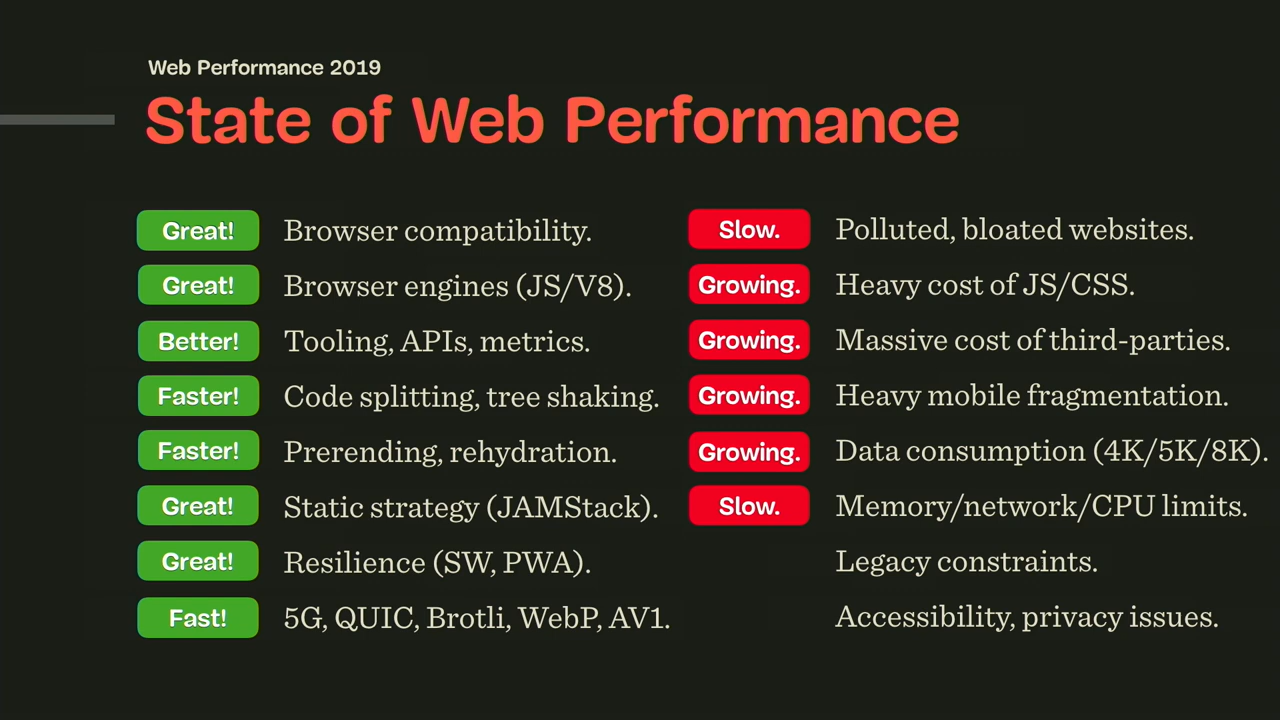 Web Performance 2019
State of Web Performance
Great! Browser compatibility.
Great! Browser engines (JS/V8).
Better! Tooling, APIs, metrics.
Faster! Code splitting, tree shaking.
Faster! Prerending, rehydration.
Great! Static strategy (JAMStack).
Great! Resilience (SW, PWA).
Fast! 5G, QUIC, Brotli, WebP, AV1.
Slow. Polluted, bloated websites.
Growing. Heavy cost of JS/CSS.
Growing. Massive cost of third-parties.
Growing. Heavy mobile fragmentation.
Growing. Data consumption (4K/5K/8K).
Slow. Memory/network/CPU limits.
Legacy constraints.
Accessibility, privacy issues.